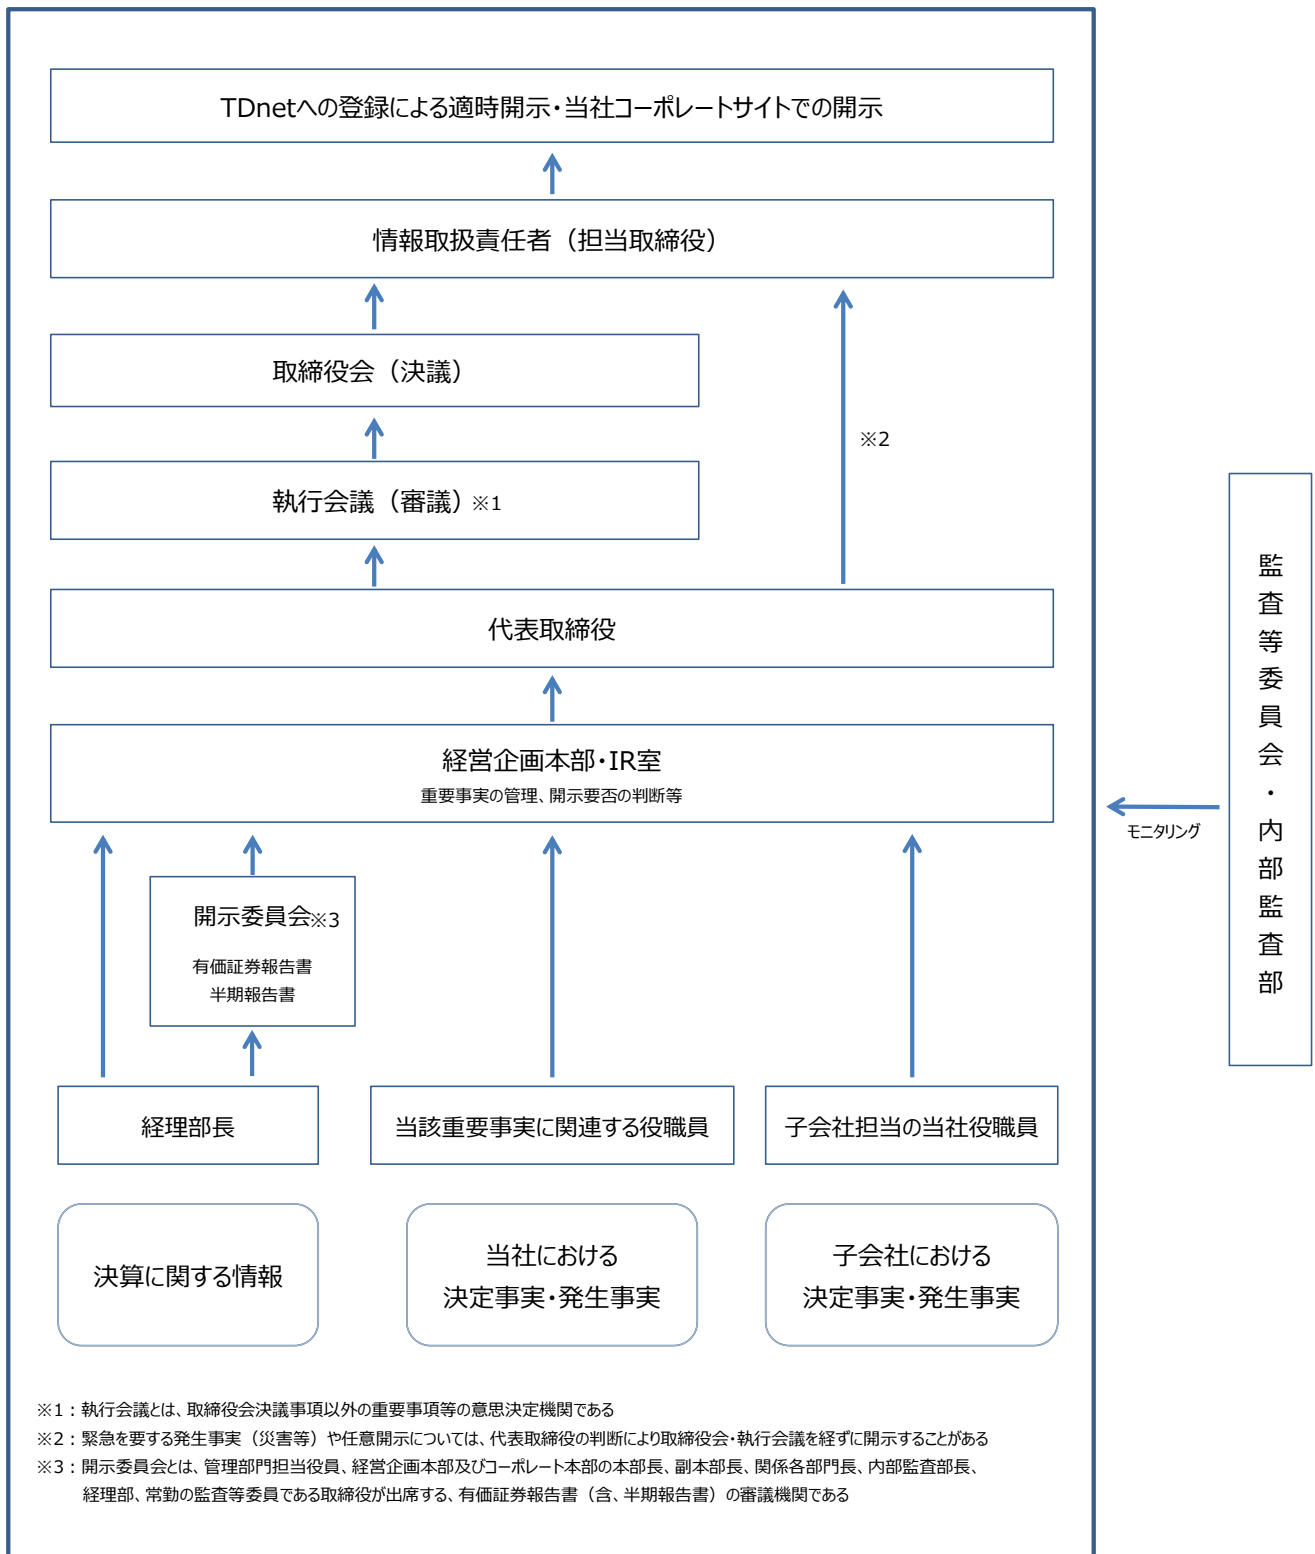 TDnetへの登録による適時開示・当社コーポレートサイトでの開示
情報取扱責任者（担当取締役）
取締役会（決議）
※2
執行会議（審議）※1
代表取締役
経営企画本部・IR室
重要事実の管理、開示要否の判断等
モニタリング
監査等委員会・内部監査部
開示委員会※3
有価証券報告書
半期報告書
経理部長
当該重要事実に関連する役職員
子会社担当の当社役職員
決算に関する情報
当社における
決定事実・発生事実
子会社における
決定事実・発生事実
※1：執行会議とは、取締役会決議事項以外の重要事項等の意思決定機関である
※2：緊急を要する発生事実（災害等）や任意開示については、代表取締役の判断により取締役会・執行会議を経ずに開示することがある
※3：開示委員会とは、管理部門担当役員、経営企画本部及びコーポレート本部の本部長、副本部長、関係各部門長、内部監査部長、
経理部、常勤の監査等委員である取締役が出席する、有価証券報告書（含、半期報告書）の審議機関である